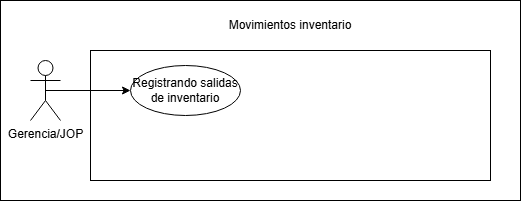 Movimientos inventario
Registrando salidas
de inventario
Gerencia/JOP